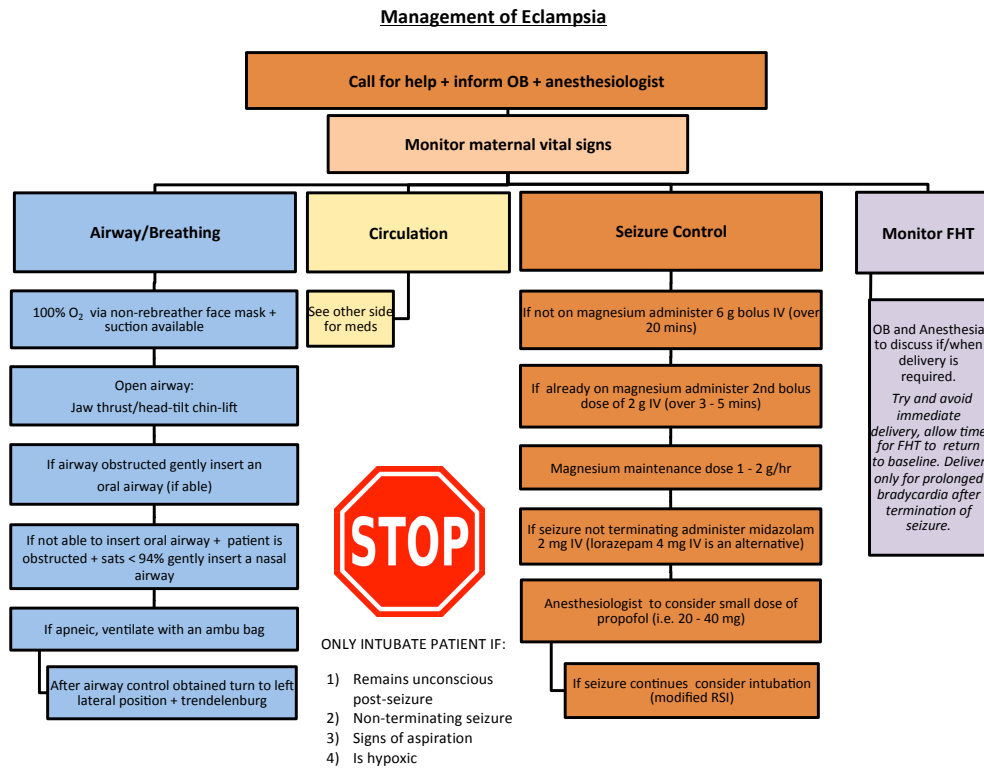 Management of Eclampsia
Call for help + inform OB + anesthesiologist
Monitor maternal vital signs
Airway/Breathing
100% O₂ via non-rebreather face mask +
suction available
Open airway:
Jaw thrust/head-tilt chin-lift
If airway obstructed gently insert an
oral airway (if able)
If not able to insert oral airway + patient is
obstructed + sats < 94% gently insert a nasal
airway
If apneic, ventilate with an ambu bag
After airway control obtained turn to left
lateral position + trendelenburg
Circulation
See other side
for meds
STOP
ONLY INTUBATE PATIENT IF:
1) Remains unconscious
post-seizure
2) Non-terminating seizure
3) Signs of aspiration
4) Is hypoxic
Seizure Control
If not on magnesium administer 6 g bolus IV (over
20 mins)
If already on magnesium administer 2nd bolus
dose of 2 g IV (over 3 - 5 mins)
Magnesium maintenance dose 1 - 2 g/hr
If seizure not terminating administer midazolam
2 mg IV (lorazepam 4 mg IV is an alternative)
Anesthesiologist to consider small dose of
propofol (i.e. 20 - 40 mg)
If seizure continues consider intubation
(modified RSI)
Monitor FHT
OB and Anesthesia
to discuss if/when
delivery is
required.
Try and avoid
immediate
delivery, allow time
for FHT to return
to baseline. Deliver
only for prolonged
bradycardia after
termination of
seizure.